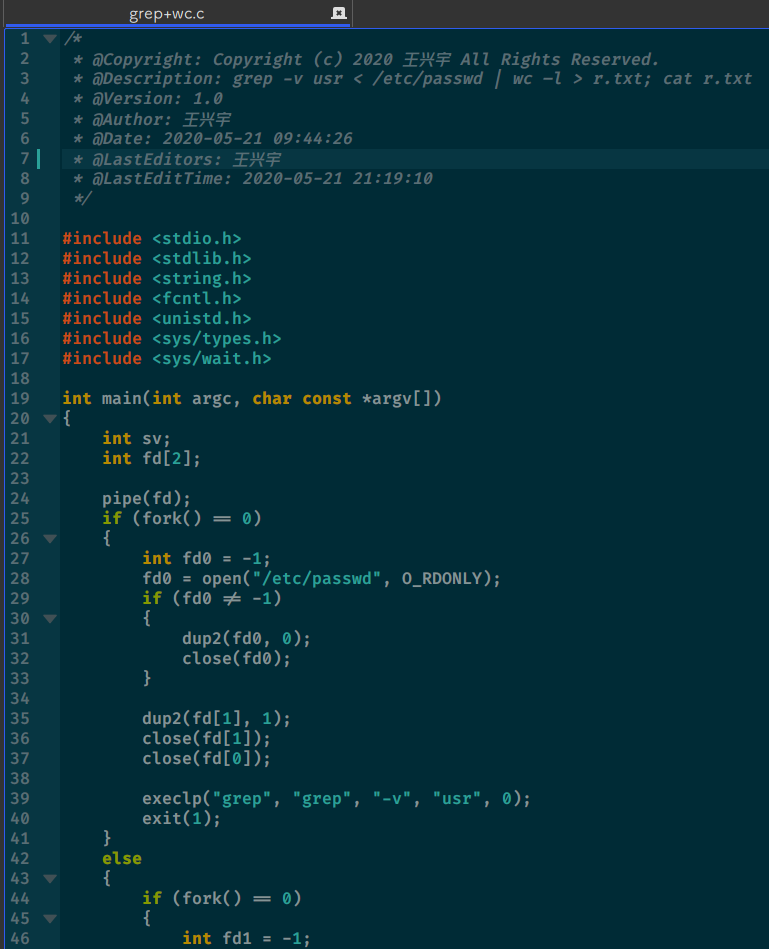 grep+wc.c
1 /*
2 * @Copyright: Copyright (c) 2020 王兴宇 All Rights Reserved.
3 * @Description: grep -v usr < /etc/passwd | wc -l > r.txt; cat r.txt
4 * @Version: 1.0
5 * @Author: 王兴宇
6 * @Date: 2020-05-21 09:44:26
7 * @LastEditors: 王兴宇
8 * @LastEditTime: 2020-05-21 21:19:10
9 */
10
11 #include <stdio.h>
12 #include <stdlib.h>
13 #include <string.h>
14 #include <fcntl.h>
15 #include <unistd.h>
16 #include <sys/types.h>
17 #include <sys/wait.h>
18
19 int main(int argc, char const *argv[])
20 {
21     int sv;
22     int fd[2];
23
24     pipe(fd);
25     if (fork() == 0)
26     {
27         int fd0 = -1;
28         fd0 = open("/etc/passwd", O_RDONLY);
29         if (fd0 != -1)
30         {
31             dup2(fd0, 0);
32             close(fd0);
33         }
34
35         dup2(fd[1], 1);
36         close(fd[1]);
37         close(fd[0]);
38
39         execlp("grep", "grep", "-v", "usr", 0);
40         exit(1);
41     }
42     else
43     {
44         if (fork() == 0)
45         {
46             int fd1 = -1;